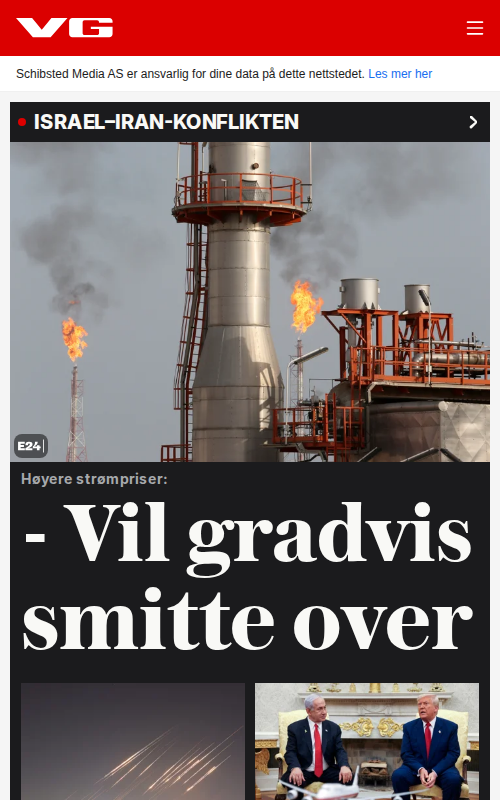 VG
Schibsted Media AS er ansvarlig for dine data på dette nettstedet. Les mer her
ISRAEL–IRAN-KONFLIKTEN
E24
Høyere strømpriser:
- Vil gradvis
smitte over